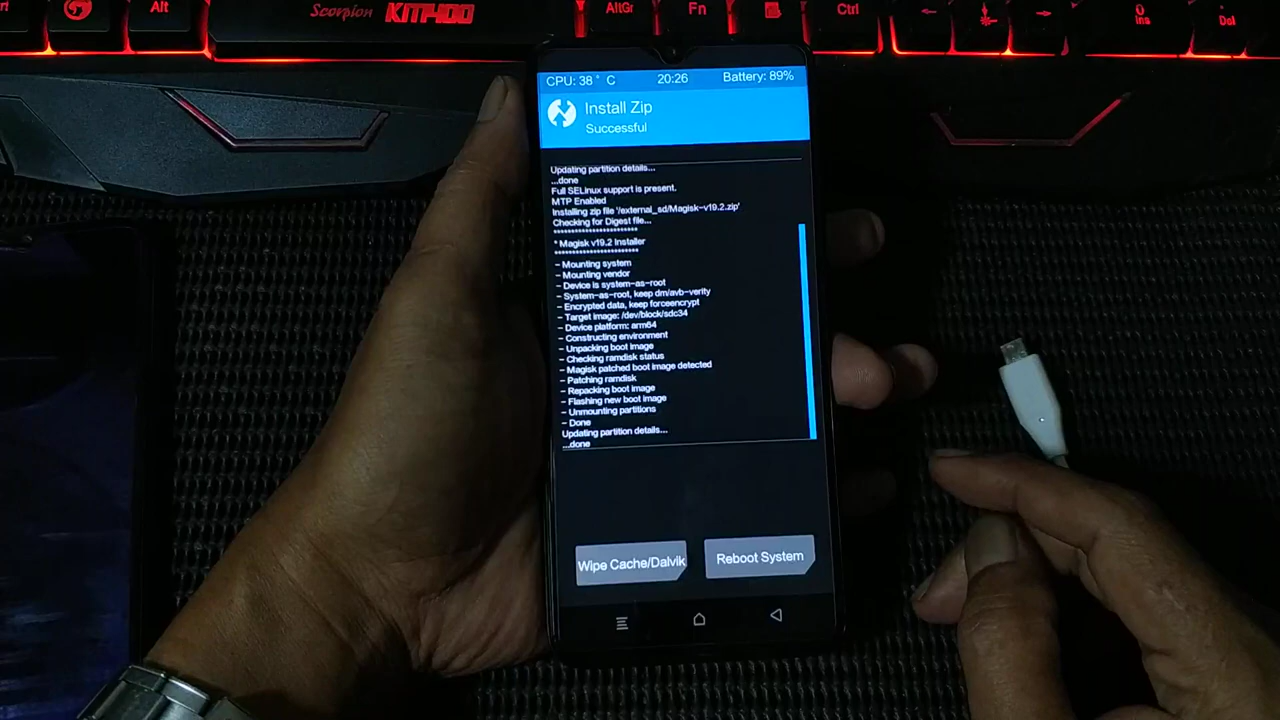 Alt
Scorpion KM400
AltGr
Fn
Ctrl
Ins
Del
CPU: 38° C
20:26
Battery: 89%
Install Zip
Successful
Updating partition details...
...done
Full SELinux support is present.
MTP Enabled
Installing zip file '/external_sd/Magisk-v19.2.zip'
Checking for Digest file...
************************
* Magisk v19.2 Installer
************************
- Mounting system
- Mounting vendor
- Device is system-as-root
- System-as-root, keep dm/avb-verity
- Encrypted data, keep forceencrypt
- Target image: /dev/block/sdc34
- Device platform: arm64
- Constructing environment
- Unpacking boot image
- Checking ramdisk status
- Magisk patched boot image detected
- Patching ramdisk
- Repacking boot image
- Flashing new boot image
- Unmounting partitions
- Done
Updating partition details...
...done
Wipe Cache/Dalvik
Reboot System